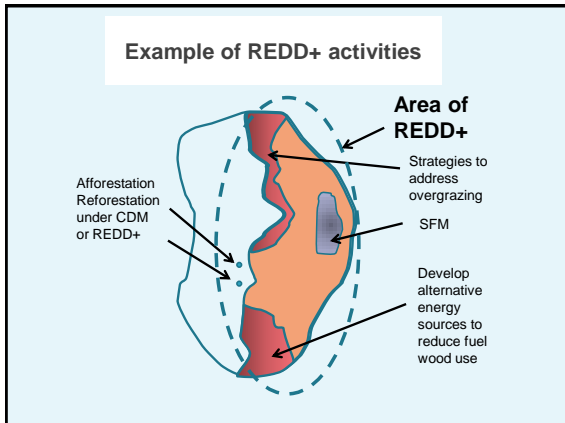 Example of REDD+ activities
Area of
REDD+
Strategies to
address
overgrazing
Afforestation
Reforestation
under CDM
or REDD+
SFM
Develop
alternative
energy
sources to
reduce fuel
wood use